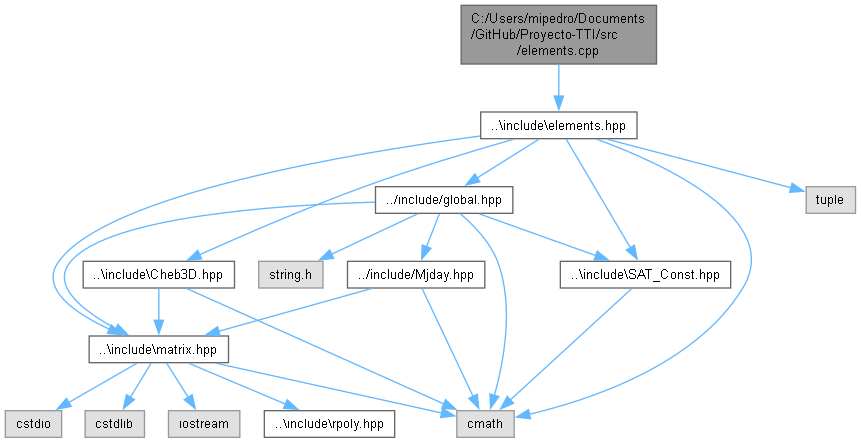 C:/Users/mipedro/Documents
/GitHub/Proyecto-TTI/src
/elements.cpp
..\include\elements.hpp
../include/global.hpp
tuple
..\include\Cheb3D.hpp
string.h
../include/Mjday.hpp
..\include\SAT_Const.hpp
..\include\matrix.hpp
cstdio
cstdlib
iostream
..\include\rpoly.hpp
cmath